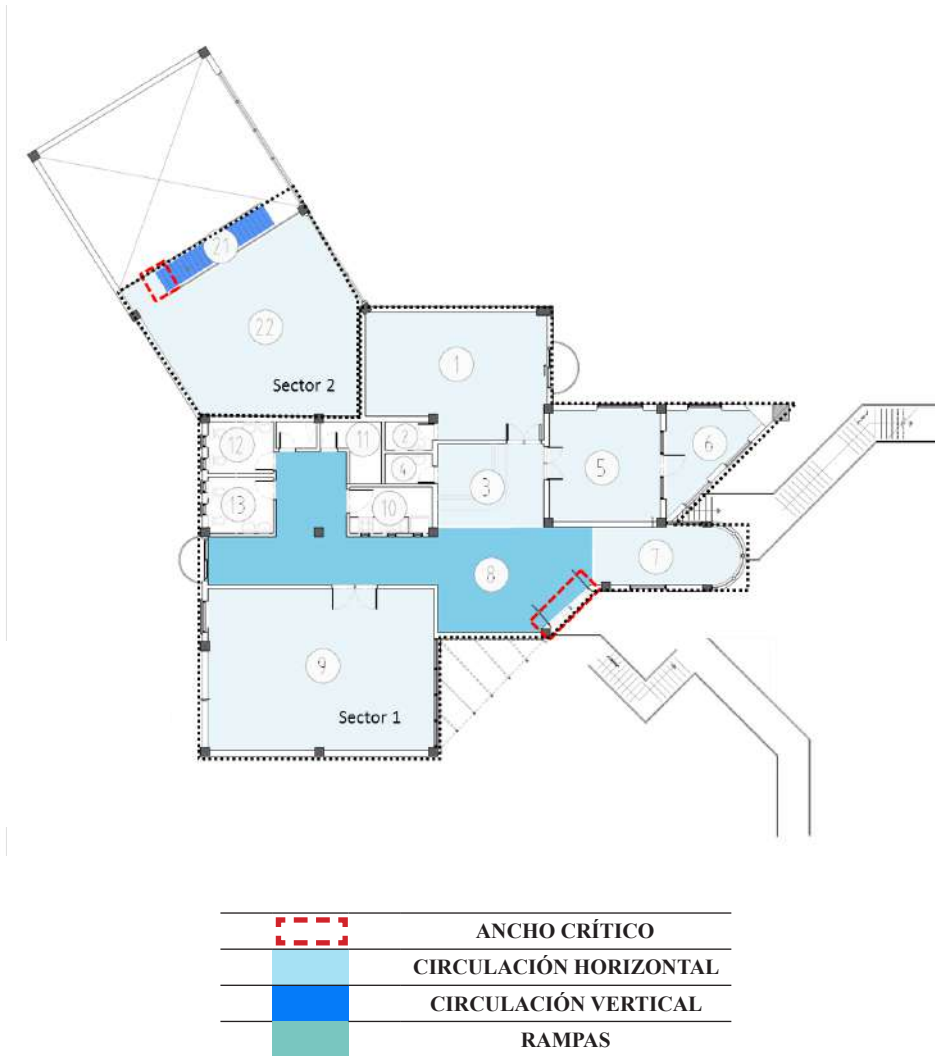 21
22
Sector 2
1
12
11
2
4
3
5
6
13
10
8
7
9
Sector 1
ANCHO CRÍTICO
CIRCULACIÓN HORIZONTAL
CIRCULACIÓN VERTICAL
RAMPAS